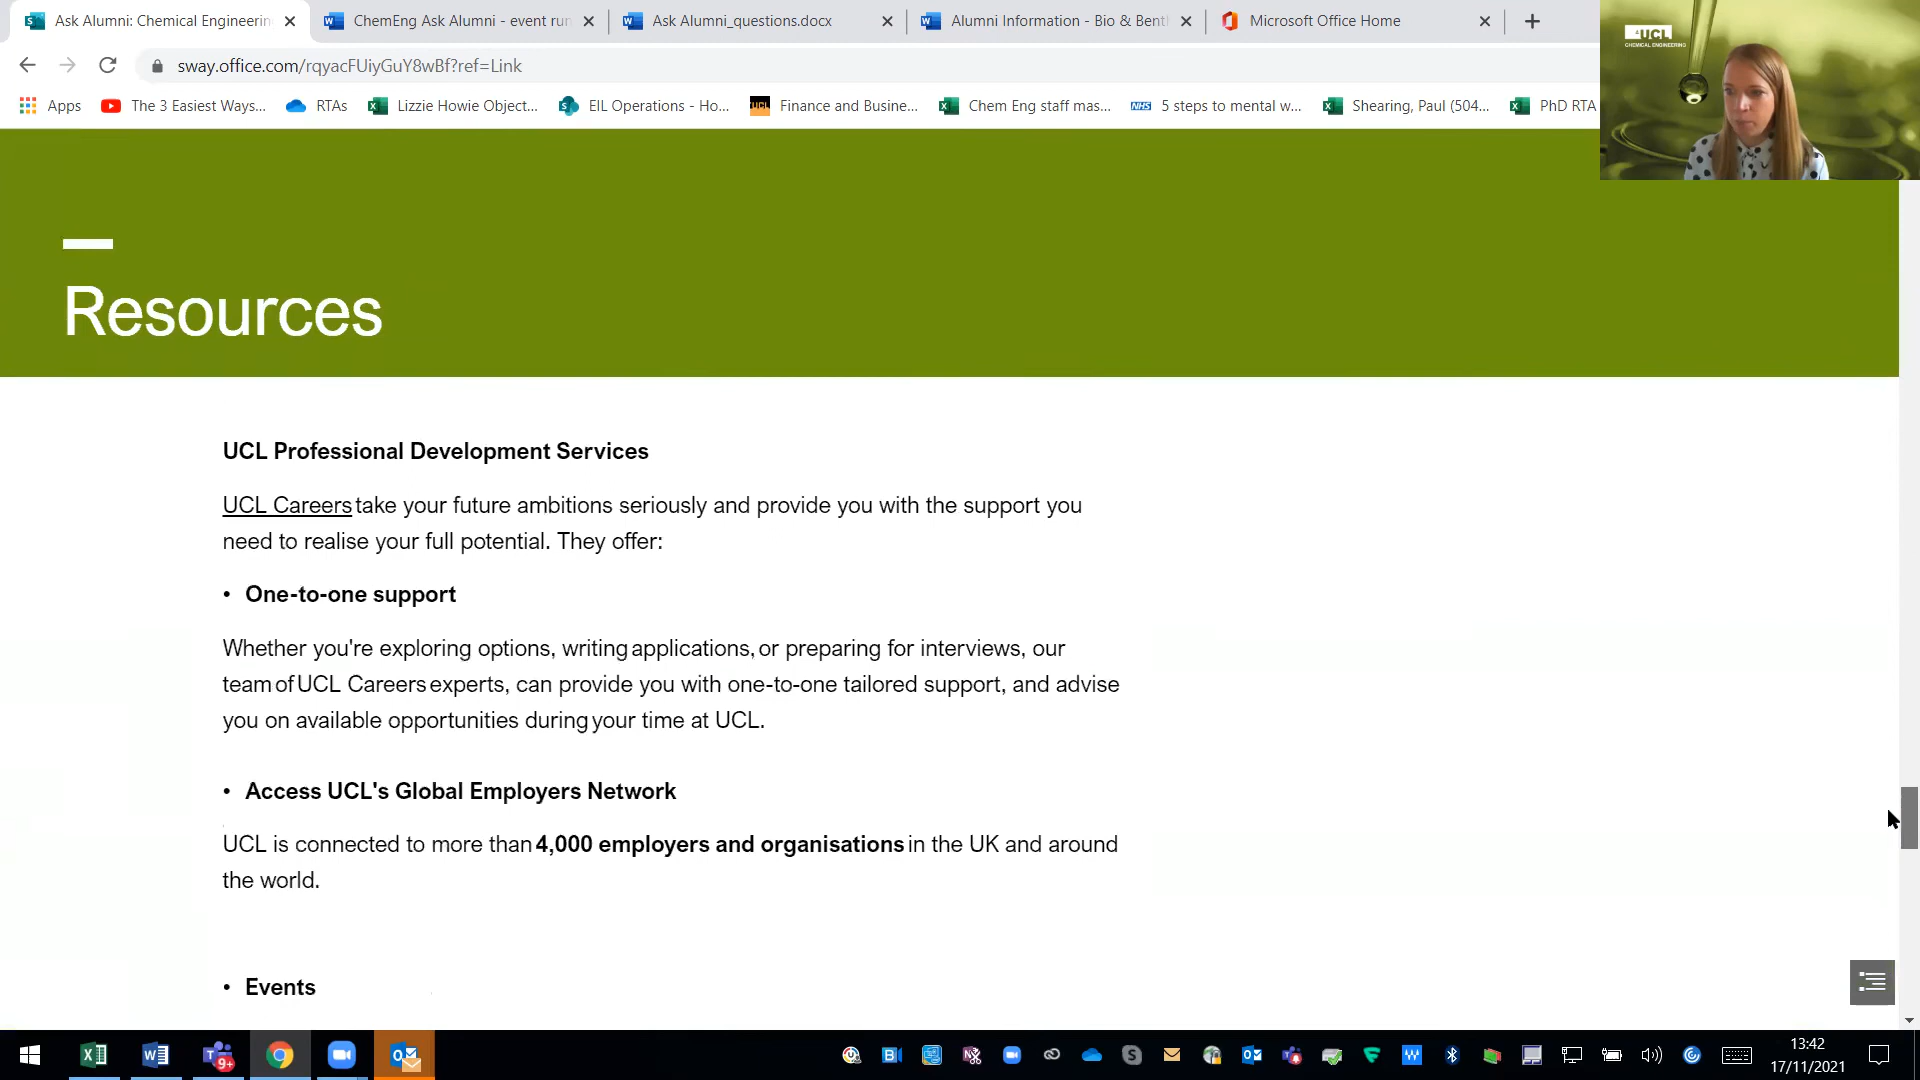 Ask Alumni: Chemical Engineerin
ChemEng Ask Alumni - event run
Ask Alumni_questions.docx
Alumni Information - Bio & Bent
Microsoft Office Home
sway.office.com/rqyacFUiyGuY8wBf?ref=Link
Apps
The 3 Easiest Ways...
RTAs
Lizzie Howie Object...
EIL Operations - Ho...
Finance and Busine...
Chem Eng staff mas...
5 steps to mental w...
Shearing, Paul (504...
PhD RTA
UCL
CHEMICAL ENGINEERING
Resources
UCL Professional Development Services
UCL Careers take your future ambitions seriously and provide you with the support you
need to realise your full potential. They offer:
• One-to-one support
Whether you're exploring options, writing applications, or preparing for interviews, our
team of UCL Careers experts, can provide you with one-to-one tailored support, and advise
you on available opportunities during your time at UCL.
• Access UCL's Global Employers Network
UCL is connected to more than 4,000 employers and organisations in the UK and around
the world.
• Events
9+
13:42
17/11/2021